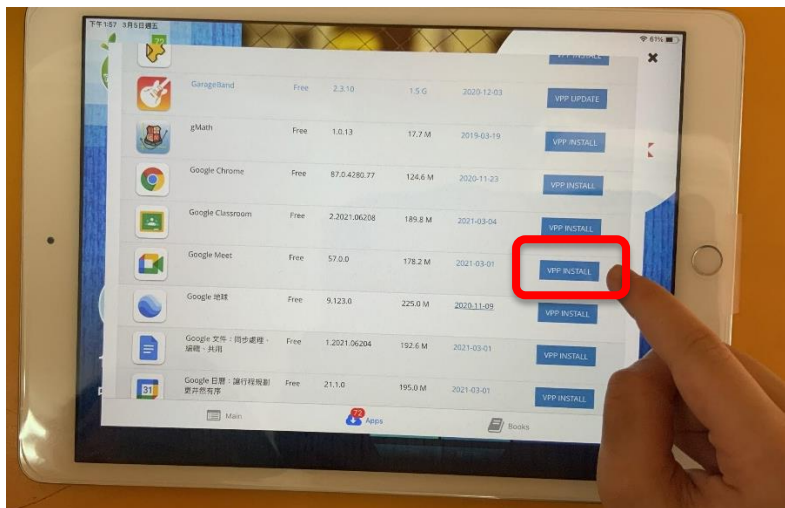 下午1:57 3月5日週五
61%
GarageBand Free 2.3.10 1.5 G 2020-12-03 VPP UPDATE
gMath Free 1.0.13 17.7 M 2019-03-19 VPP INSTALL
Google Chrome Free 87.0.4280.77 124.6 M 2020-11-23 VPP INSTALL
Google Classroom Free 2.2021.06208 189.8 M 2021-03-04 VPP INSTALL
Google Meet Free 57.0.0 178.2 M 2021-03-01 VPP INSTALL
Google 地球 Free 9.123.0 225.0 M 2020-11-09 VPP INSTALL
Google 文件：同步處理、 Free 1.2021.06204 192.6 M 2021-03-01 VPP INSTALL
編輯、共用
31
Google 日曆：讓行程規劃 Free 21.1.0 195.0 M 2021-03-01 VPP INSTALL
更井然有序
Main 73 Apps Books